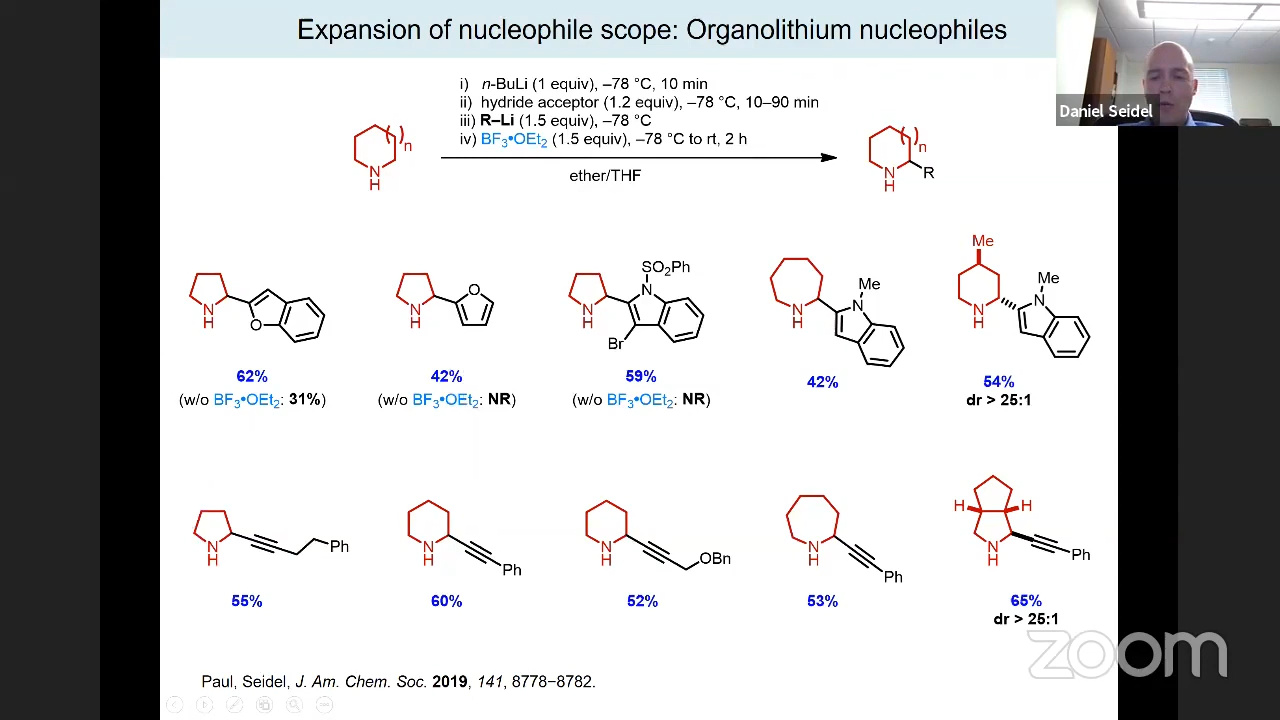 Expansion of nucleophile scope: Organolithium nucleophiles
Daniel Seidel
i) n-BuLi (1 equiv), –78 °C, 10 min
ii) hydride acceptor (1.2 equiv), –78 °C, 10–90 min
iii) R–Li (1.5 equiv), –78 °C
iv) BF3•OEt2 (1.5 equiv), –78 °C to rt, 2 h
ether/THF
n
N
H
n
N
H
R
N
H
O
62%
(w/o BF3•OEt2: 31%)
N
H
O
42%
(w/o BF3•OEt2: NR)
N
H
SO2Ph
N
Br
59%
(w/o BF3•OEt2: NR)
N
H
Me
N
42%
Me
N
H
Me
N
54%
dr > 25:1
N
H
Ph
55%
N
H
Ph
60%
N
H
OBn
52%
N
H
Ph
53%
H
H
N
H
Ph
65%
dr > 25:1
zoom
Paul, Seidel, J. Am. Chem. Soc. 2019, 141, 8778−8782.